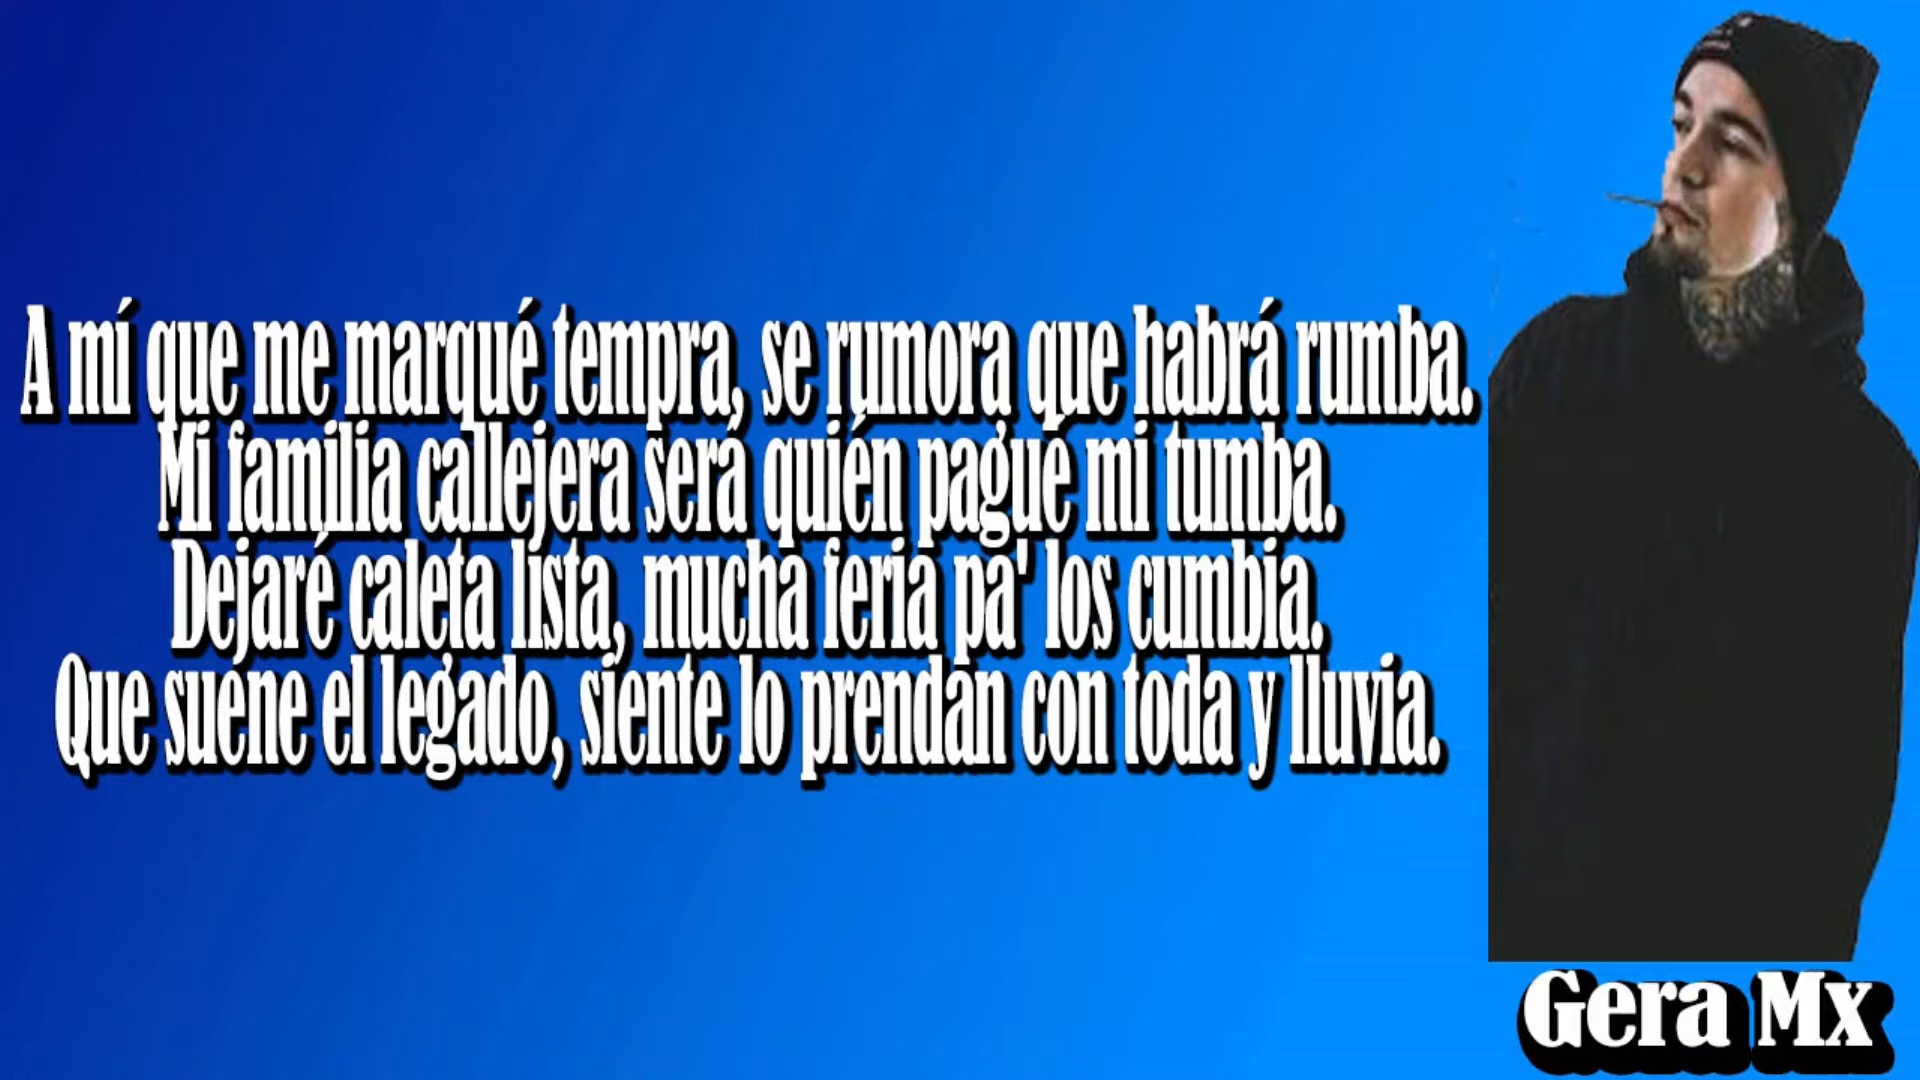 A mí que me marqué tempra, se rumora que habrá rumba.
Mi familia callejera será quién pagué mi tumba.
Dejaré caleta lista, mucha feria pa' los cumbia.
Que suene el legado, siente lo prendan con toda y lluvia.
Gera Mx